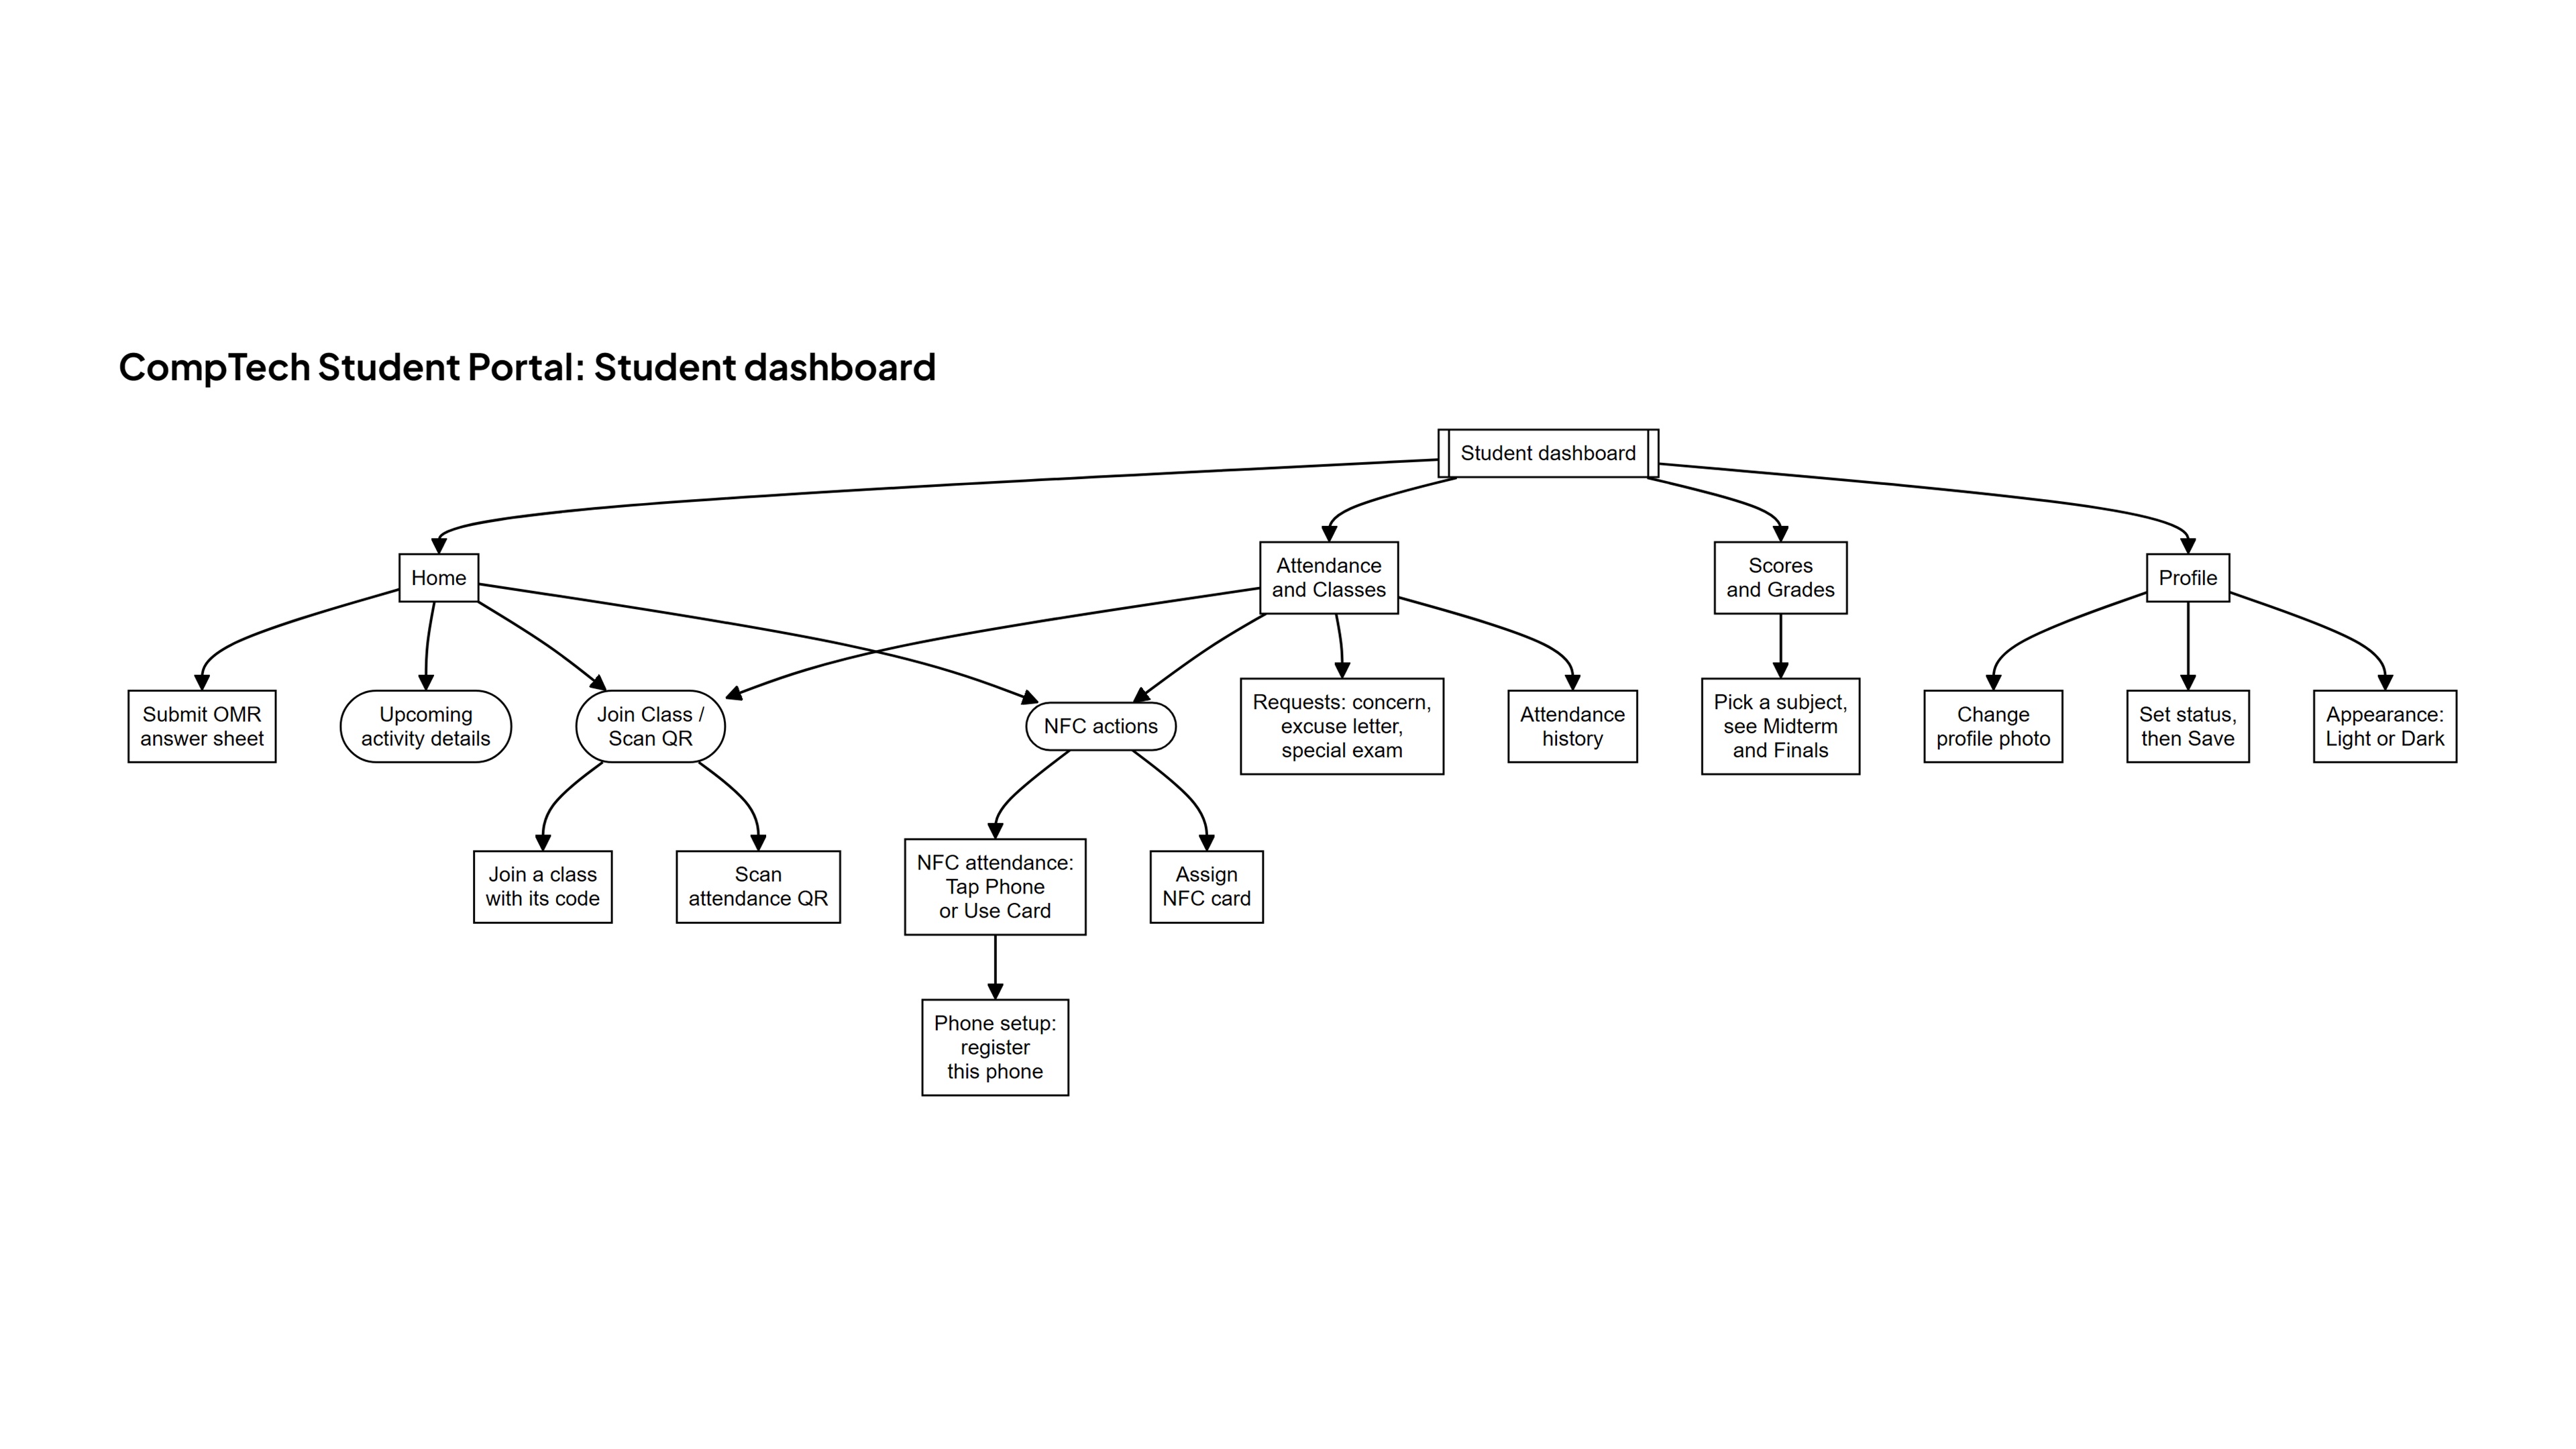 CompTech Student Portal: Student dashboard
Student dashboard
Home
Attendance
and Classes
Scores
and Grades
Profile
Submit OMR
answer sheet
Upcoming
activity details
Join Class /
Scan QR
NFC actions
Requests: concern,
excuse letter,
special exam
Attendance
history
Pick a subject,
see Midterm
and Finals
Change
profile photo
Set status,
then Save
Appearance:
Light or Dark
Join a class
with its code
Scan
attendance QR
NFC attendance:
Tap Phone
or Use Card
Assign
NFC card
Phone setup:
register
this phone